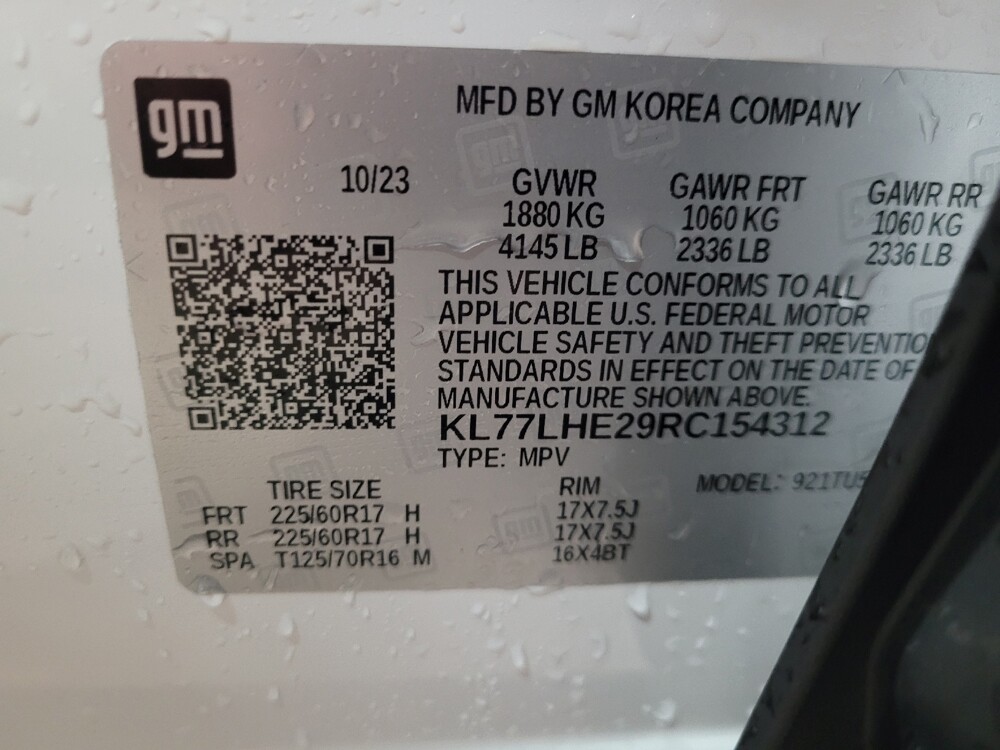 gm
MFD BY GM KOREA COMPANY
10/23 GVWR GAWR FRT GAWR RR
1880 KG 1060 KG 1060 KG
4145 LB 2336 LB 2336 LB
THIS VEHICLE CONFORMS TO ALL
APPLICABLE U.S. FEDERAL MOTOR
VEHICLE SAFETY AND THEFT PREVENTIO
STANDARDS IN EFFECT ON THE DATE OF
MANUFACTURE SHOWN ABOVE.
KL77LHE29RC154312
TYPE: MPV
TIRE SIZE RIM MODEL: 921TU5
FRT 225/60R17 H 17X7.5J
RR 225/60R17 H 17X7.5J
SPA T125/70R16 M 16X4BT